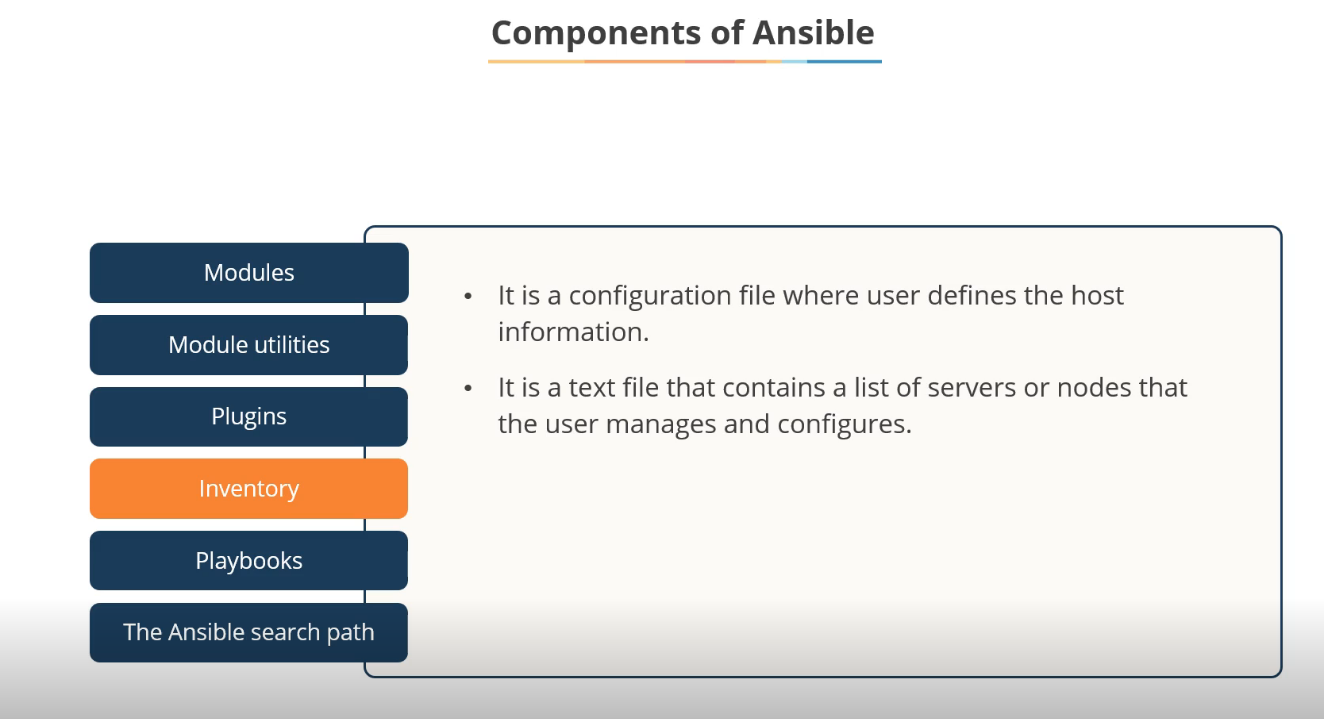 Components of Ansible
Modules
Module utilities
Plugins
Inventory
Playbooks
The Ansible search path
• It is a configuration file where user defines the host
information.
• It is a text file that contains a list of servers or nodes that
the user manages and configures.